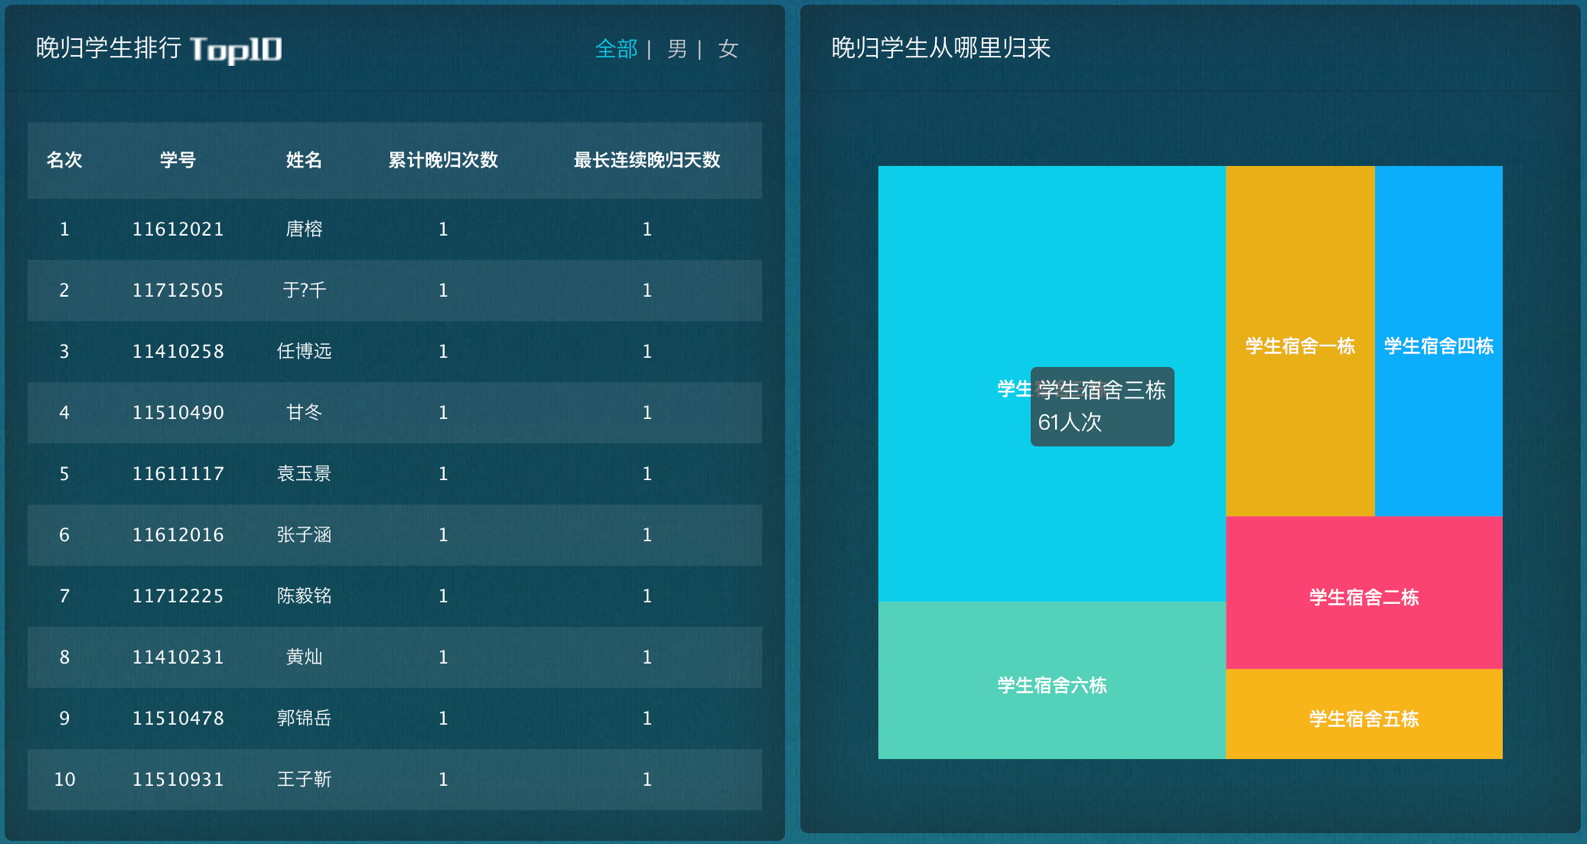 晚归学生排行 Top10
全部 | 男 | 女
名次 学号 姓名 累计晚归次数 最长连续晚归天数
1 11612021 唐榕 1 1
2 11712505 于?千 1 1
3 11410258 任博远 1 1
4 11510490 甘冬 1 1
5 11611117 袁玉景 1 1
6 11612016 张子涵 1 1
7 11712225 陈毅铭 1 1
8 11410231 黄灿 1 1
9 11510478 郭锦岳 1 1
10 11510931 王子靳 1 1
晚归学生从哪里归来
学生宿舍一栋
学生宿舍四栋
学生
学生宿舍三栋
61人次
学生宿舍二栋
学生宿舍六栋
学生宿舍五栋